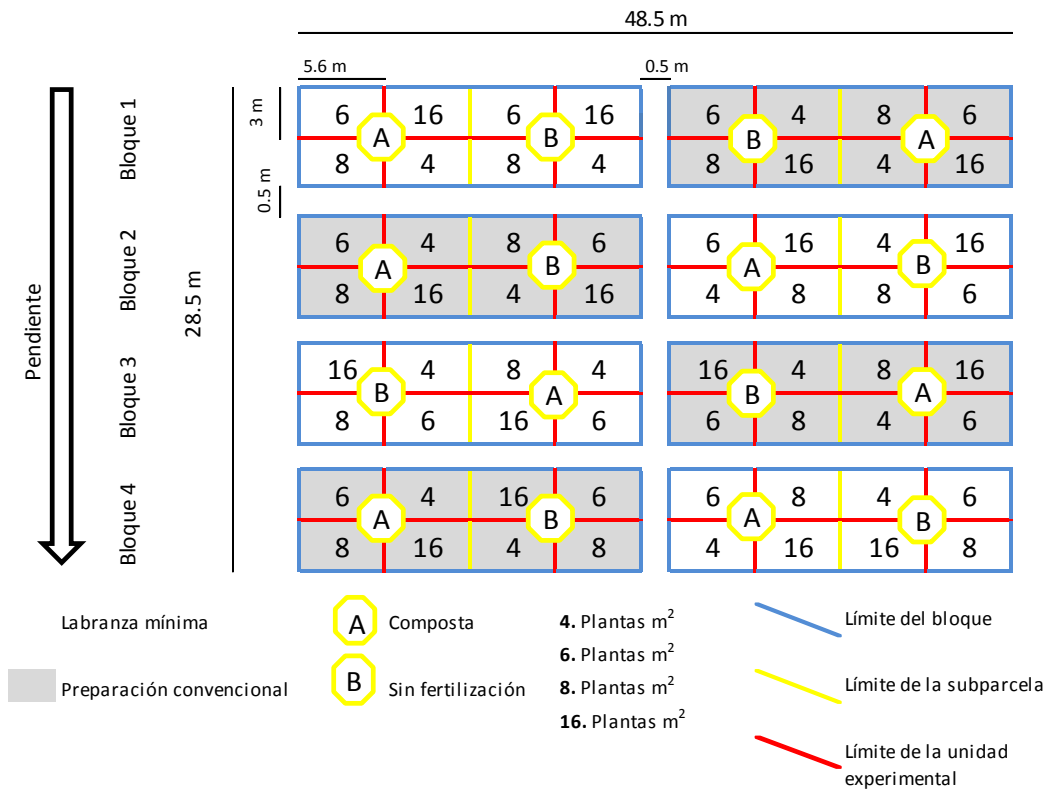 48.5 m
5.6 m
0.5 m
3 m
0.5 m
28.5 m
Pendiente
Bloque 1
6 16 6 16 6 4 8 6
A B B A
8 4 8 4 8 16 4 16
Bloque 2
6 4 8 6 6 16 4 16
A B A B
8 16 4 16 4 8 8 6
Bloque 3
16 4 8 4 16 4 8 16
B A B A
8 6 16 6 6 8 4 6
Bloque 4
6 4 16 6 6 8 4 6
A B A B
8 16 4 8 4 16 16 8
Labranza mínima
Preparación convencional
A Composta
B Sin fertilización
4. Plantas m²
6. Plantas m²
8. Plantas m²
16. Plantas m²
Límite del bloque
Límite de la subparcela
Límite de la unidad
experimental